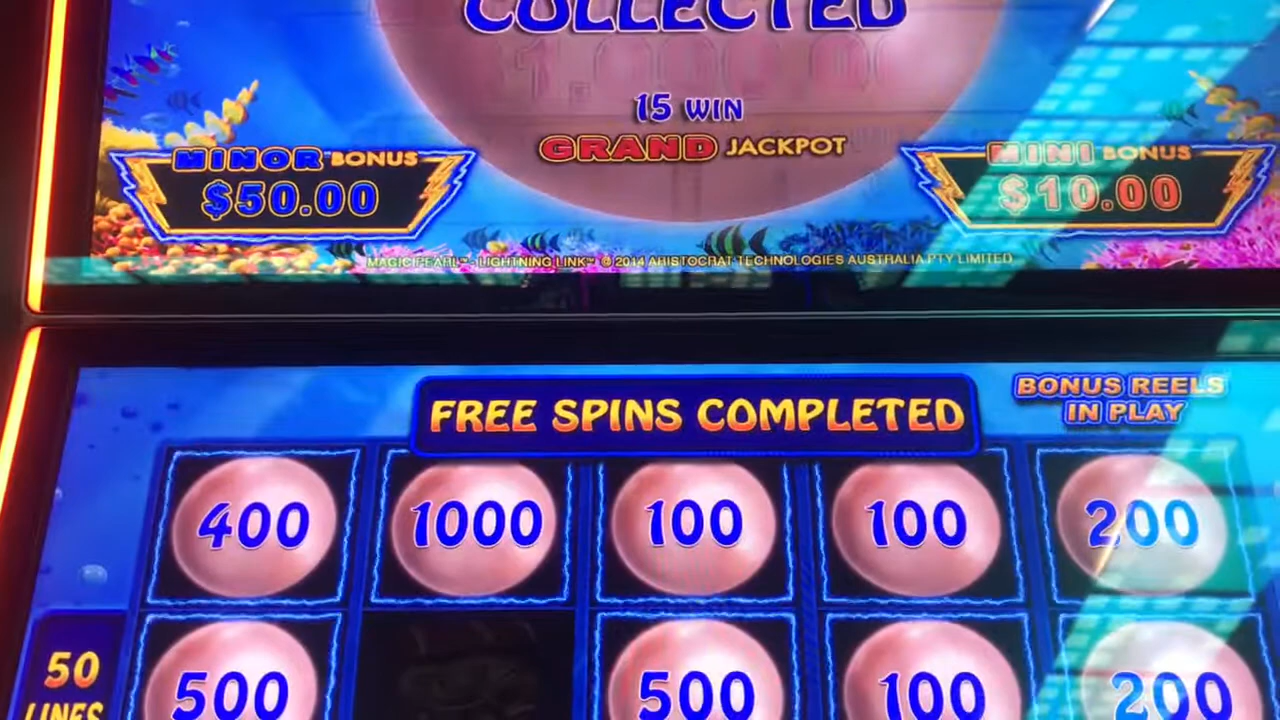 COLLECTED
15 WIN
GRAND JACKPOT
MINOR BONUS
$50.00
MINI BONUS
$10.00
MAGIC PEARL™ - LIGHTNING LINK™ © 2014 ARISTOCRAT TECHNOLOGIES AUSTRALIA PTY LIMITED
FREE SPINS COMPLETED
BONUS REELS
IN PLAY
400 1000 100 100 200
500 500 100 200
50
LINES